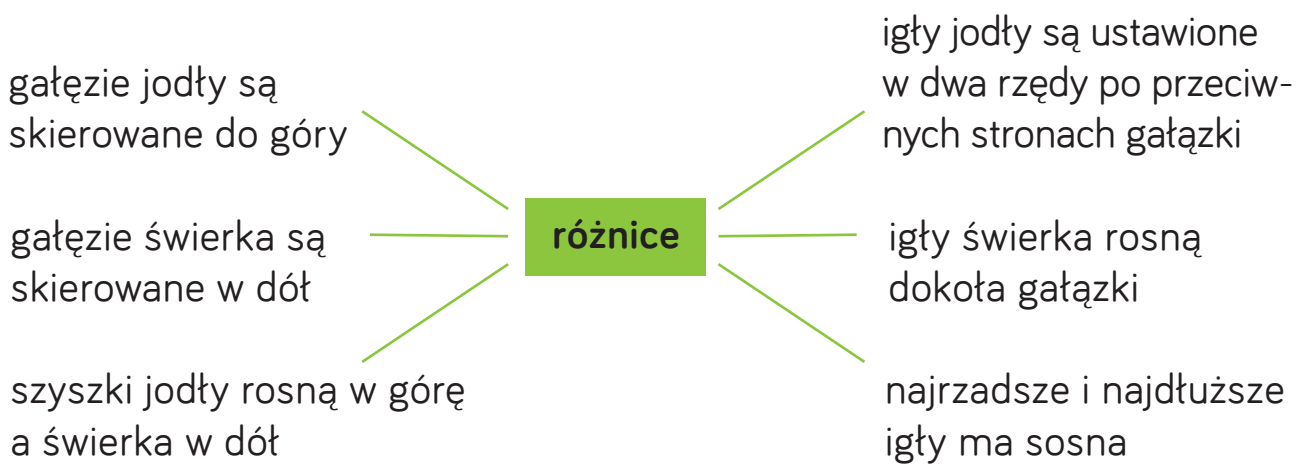 gałęzie jodły są
skierowane do góry
gałęzie świerka są
skierowane w dół
szyszki jodły rosną w górę
a świerka w dół
różnice
igły jodły są ustawione
w dwa rzędy po przeciw-
nych stronach gałązki
igły świerka rosną
dokoła gałązki
najrzadsze i najdłuższe
igły ma sosna